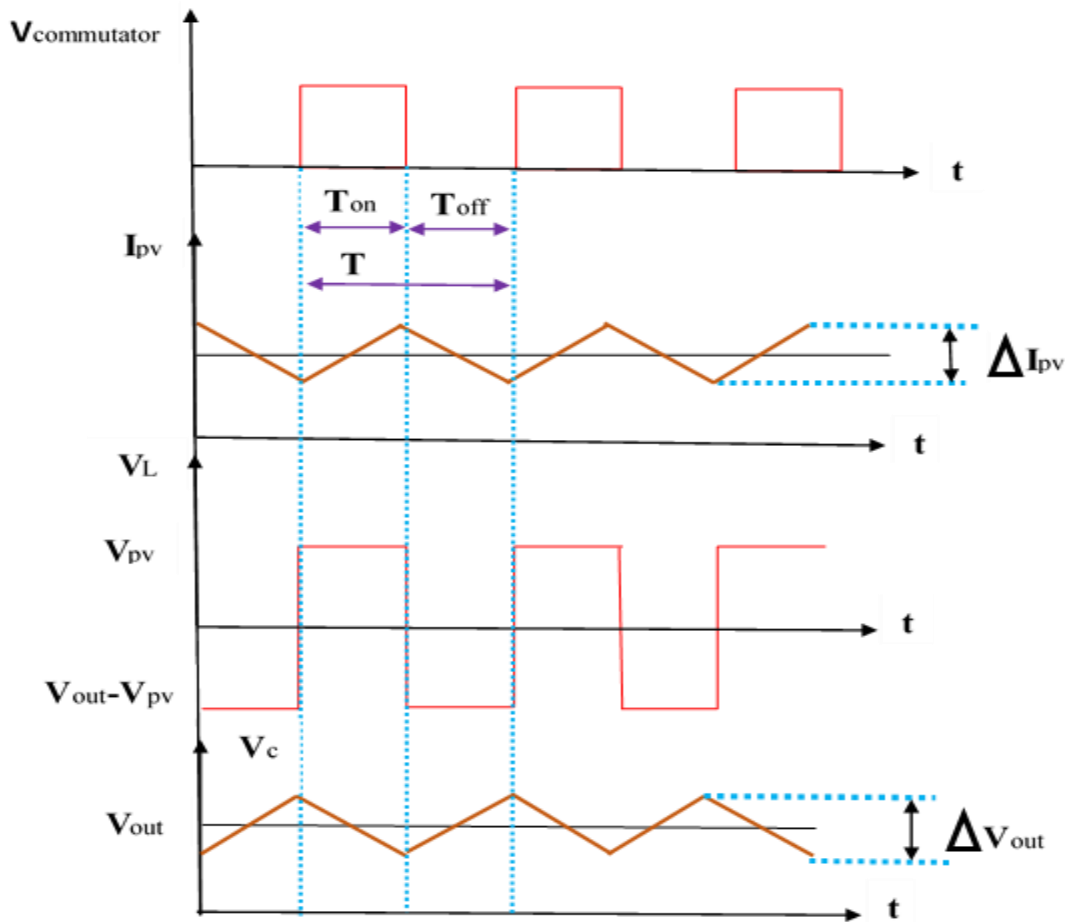 Vcommutator
t
Ton Toff
Ipv
T
ΔIpv
t
VL
Vpv
t
Vout-Vpv
Vc
Vout
ΔVout
t